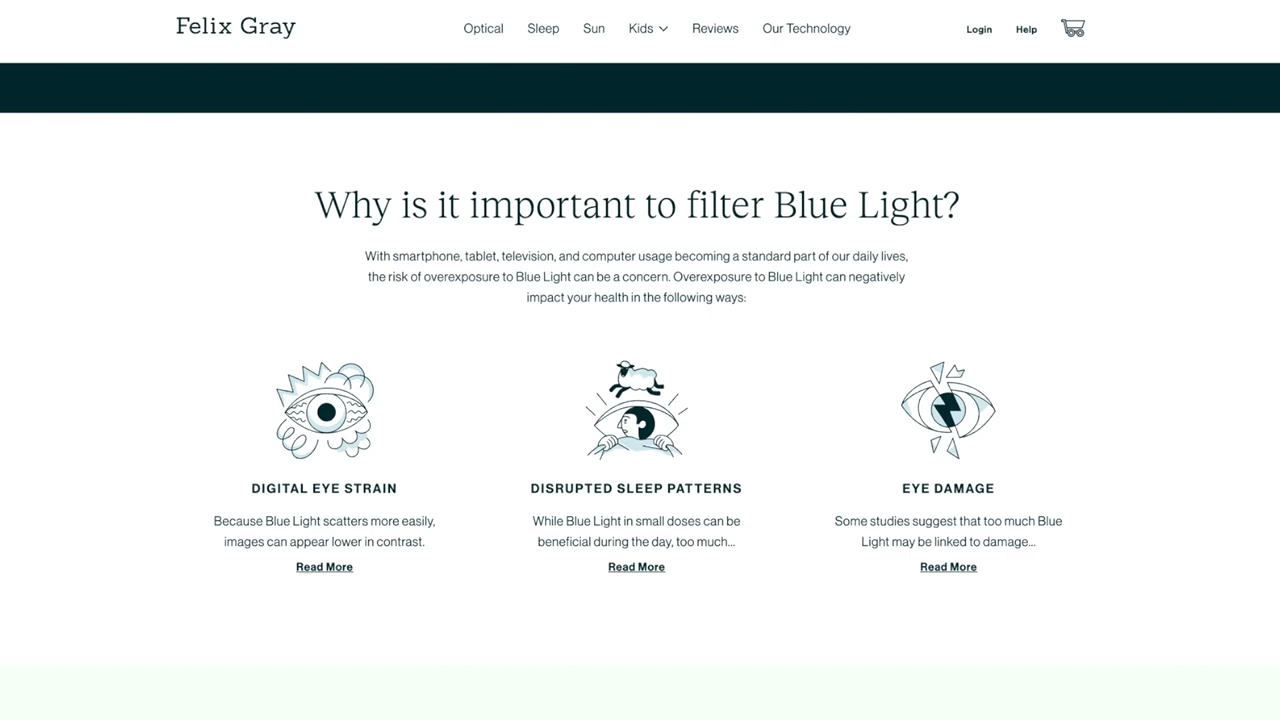 Felix Gray
Optical Sleep Sun Kids Reviews Our Technology
Login Help
Why is it important to filter Blue Light?
With smartphone, tablet, television, and computer usage becoming a standard part of our daily lives,
the risk of overexposure to Blue Light can be a concern. Overexposure to Blue Light can negatively
impact your health in the following ways:
DIGITAL EYE STRAIN
Because Blue Light scatters more easily,
images can appear lower in contrast.
Read More
DISRUPTED SLEEP PATTERNS
While Blue Light in small doses can be
beneficial during the day, too much...
Read More
EYE DAMAGE
Some studies suggest that too much Blue
Light may be linked to damage...
Read More